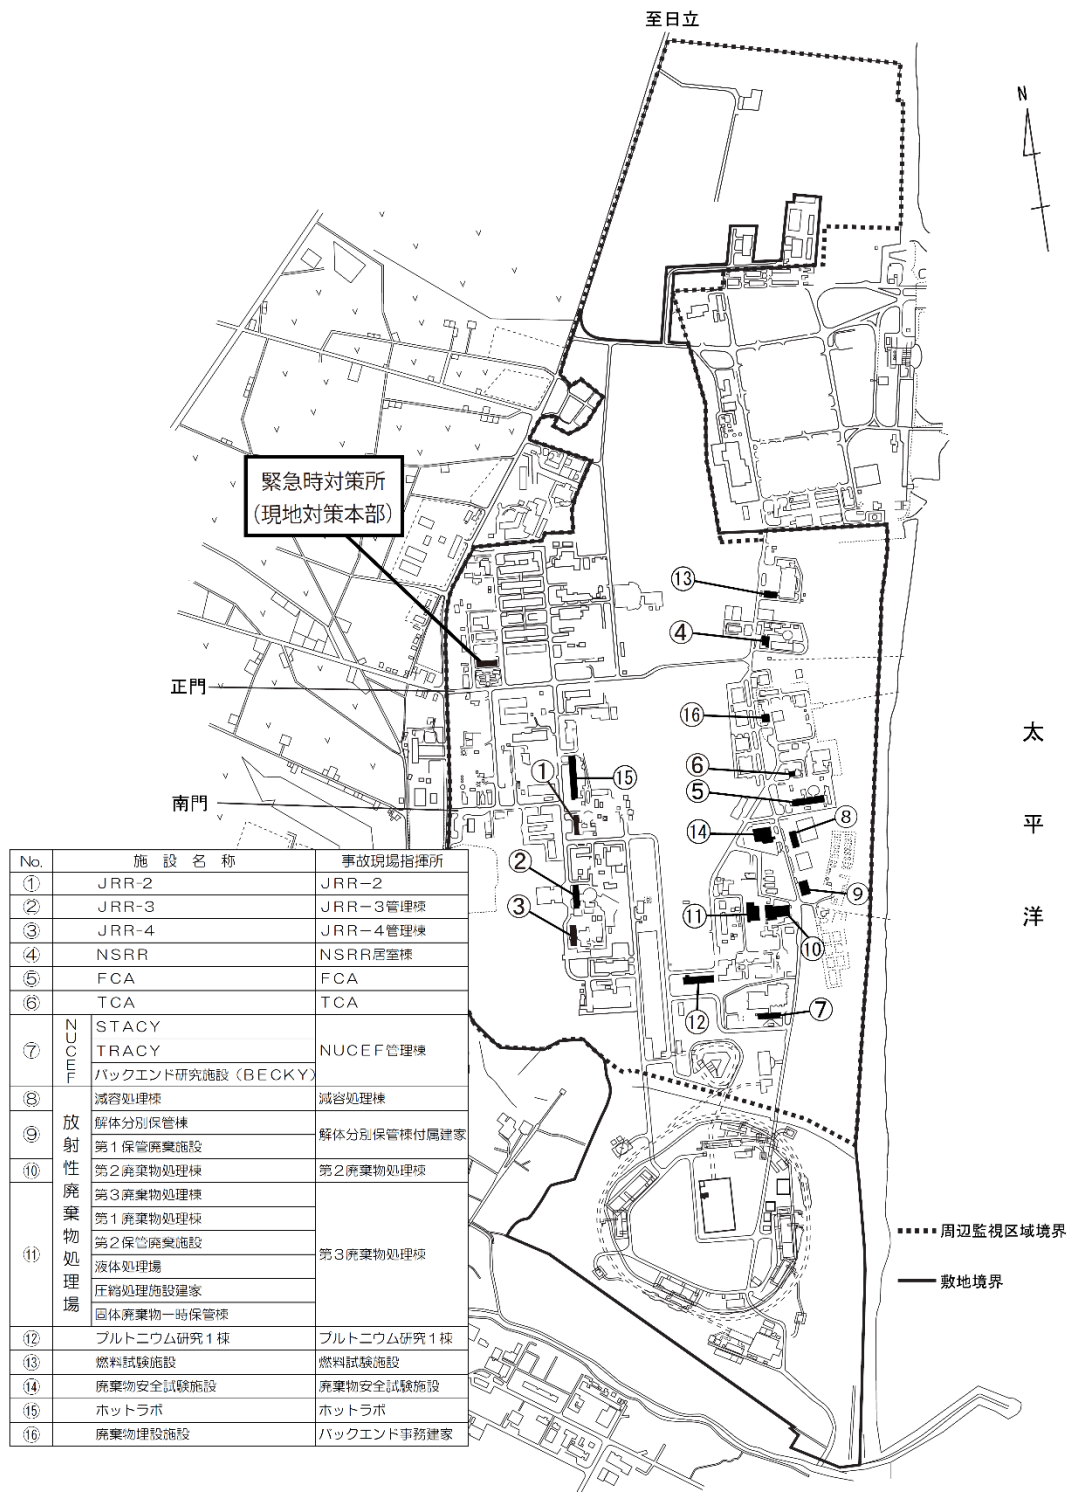 至日立
N
緊急時対策所
(現地対策本部)
⑬
④
正門
⑯
太平洋
⑥
①
⑮
⑤
南門
⑧
⑭
②
⑨
⑪
③
⑩
⑫
⑦
No. 施設名称 事故現場指揮所
① JRR-2 JRR-2
② JRR-3 JRR-3管理棟
③ JRR-4 JRR-4管理棟
④ NSRR NSRR居室棟
⑤ FCA FCA
⑥ TCA TCA
⑦ NUCEF STACY NUCEF管理棟
TRACY
バックエンド研究施設(BECKY)
放射性廃棄物処理場
⑧ 減容処理棟 減容処理棟
⑨ 解体分別保管棟 解体分別保管棟付属建家
第1保管廃棄施設
⑩ 第2廃棄物処理棟 第2廃棄物処理棟
⑪ 第3廃棄物処理棟 第3廃棄物処理棟
第1廃棄物処理棟
第2保管廃棄施設
液体処理場
圧縮処理施設建家
固体廃棄物一時保管棟
⑫ プルトニウム研究1棟 プルトニウム研究1棟
⑬ 燃料試験施設 燃料試験施設
⑭ 廃棄物安全試験施設 廃棄物安全試験施設
⑮ ホットラボ ホットラボ
⑯ 廃棄物埋設施設 バックエンド事務建家
周辺監視区域境界
敷地境界